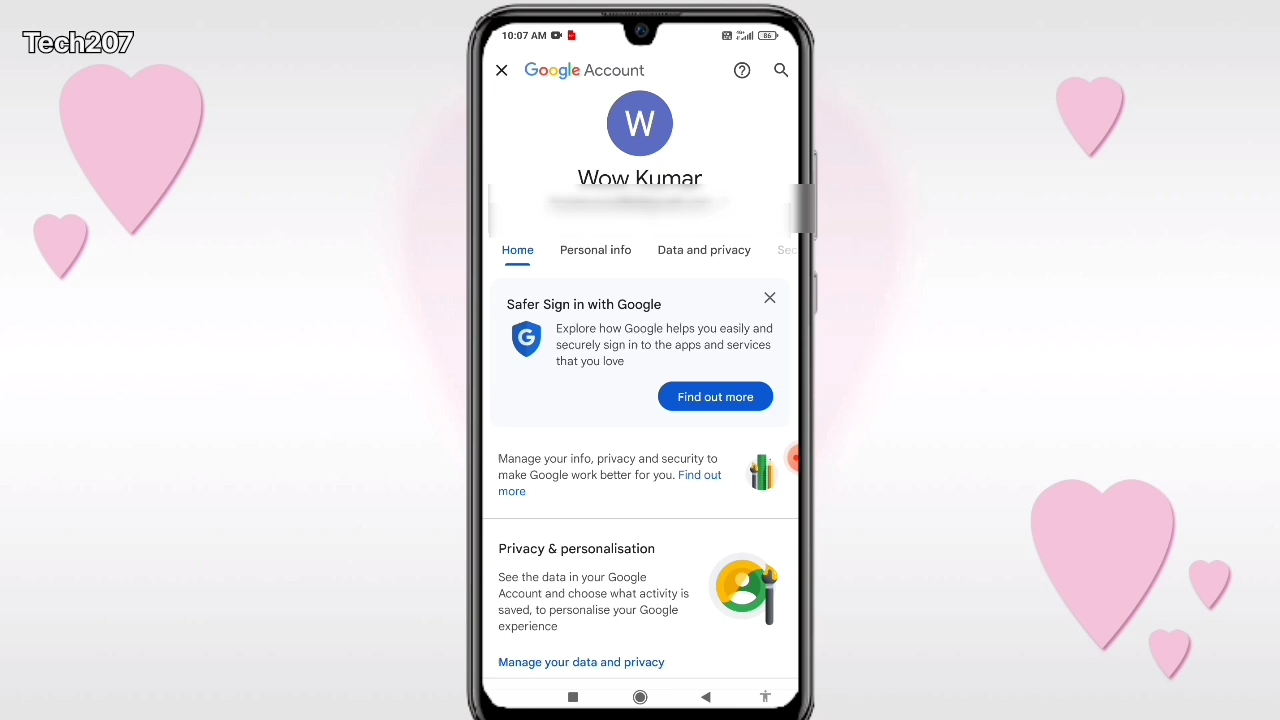 Tech207
10:07 AM
86
Google Account
W
Wow Kumar
Home
Personal info
Data and privacy
Sec
Safer Sign in with Google
Explore how Google helps you easily and
securely sign in to the apps and services
that you love
Find out more
Manage your info, privacy and security to
make Google work better for you. Find out
more
Privacy & personalisation
See the data in your Google
Account and choose what activity is
saved, to personalise your Google
experience
Manage your data and privacy